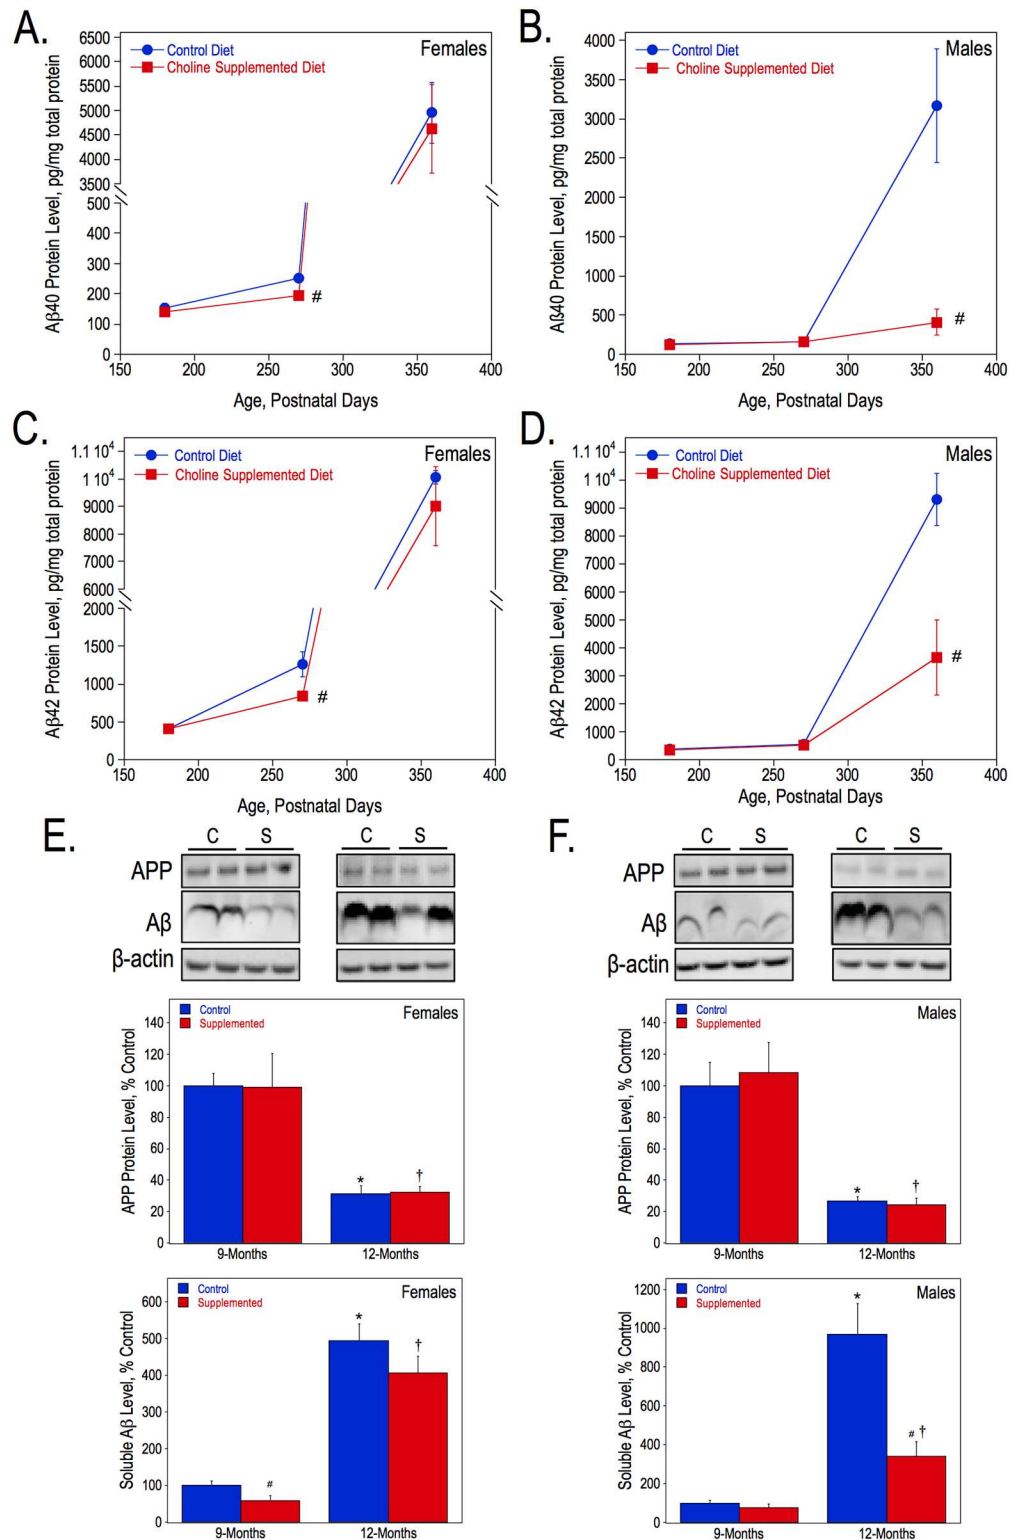 A.
Females
Control Diet
Choline Supplemented Diet
Aβ40 Protein Level, pg/mg total protein
6500
6000
5500
5000
4500
4000
3500
500
400
300
200
100
0
#
150 200 250 300 350 400
Age, Postnatal Days
B.
Males
Control Diet
Choline Supplemented Diet
Aß40 Protein Level, pg/mg total protein
4000
3500
3000
2500
2000
1500
1000
500
0
#
150 200 250 300 350 400
Age, Postnatal Days
C.
Females
Control Diet
Choline Supplemented Diet
Aβ42 Protein Level, pg/mg total protein
1.1 10⁴
1 10⁴
9000
8000
7000
6000
2000
1500
1000
500
0
#
150 200 250 300 350 400
Age, Postnatal Days
D.
Males
Control Diet
Choline Supplemented Diet
Aβ42 Protein Level, pg/mg total protein
1.1 10⁴
1 10⁴
9000
8000
7000
6000
5000
4000
3000
2000
1000
0
#
150 200 250 300 350 400
Age, Postnatal Days
E.
C S C S
APP
Aβ
β-actin
Control
Supplemented
Females
APP Protein Level, % Control
140
120
100
80
60
40
20
0
* †
9-Months 12-Months
Control
Supplemented
Females
Soluble Aβ Level, % Control
600
500
400
300
200
100
0
# * †
9-Months 12-Months
F.
C S C S
APP
Aβ
β-actin
Control
Supplemented
Males
APP Protein Level, % Control
140
120
100
80
60
40
20
0
* †
9-Months 12-Months
Control
Supplemented
Males
Soluble Aβ Level, % Control
1200
1000
800
600
400
200
0
* # †
9-Months 12-Months